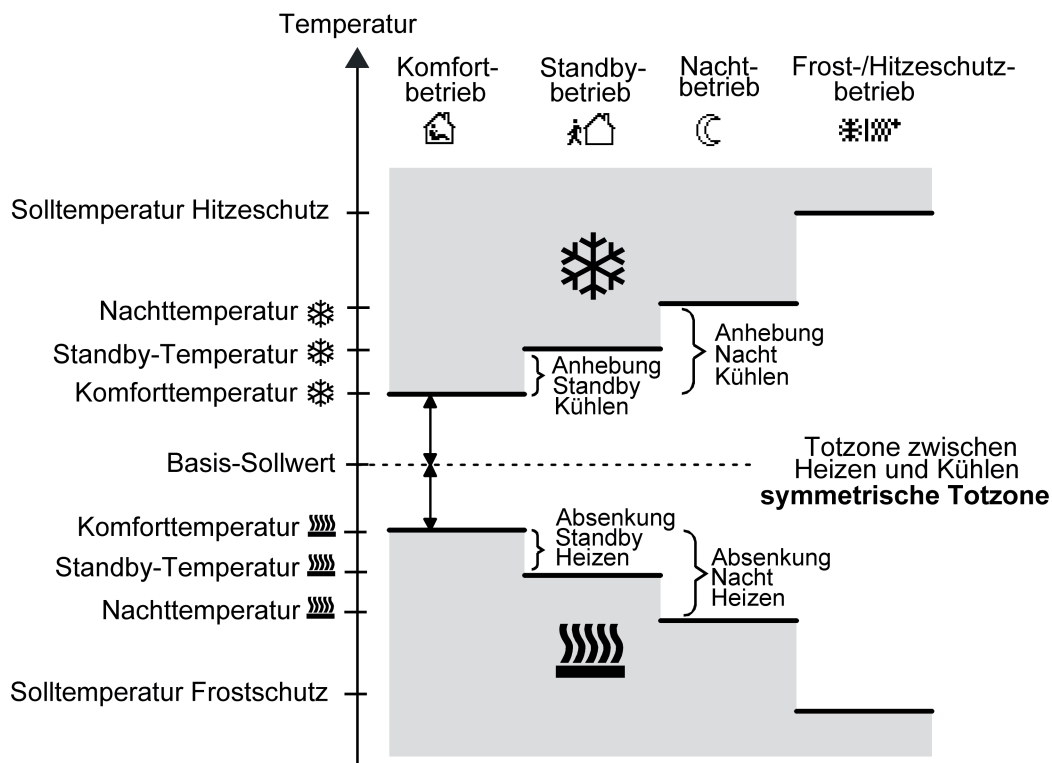 Temperatur
Komfort-
betrieb
Standby-
betrieb
Nacht-
betrieb
Frost-/Hitzeschutz-
betrieb
Solltemperatur Hitzeschutz
Nachttemperatur
Standby-Temperatur
Komforttemperatur
Anhebung
Standby
Kühlen
Anhebung
Nacht
Kühlen
Basis-Sollwert
Totzone zwischen
Heizen und Kühlen
symmetrische Totzone
Komforttemperatur
Standby-Temperatur
Nachttemperatur
Absenkung
Standby
Heizen
Absenkung
Nacht
Heizen
Solltemperatur Frostschutz